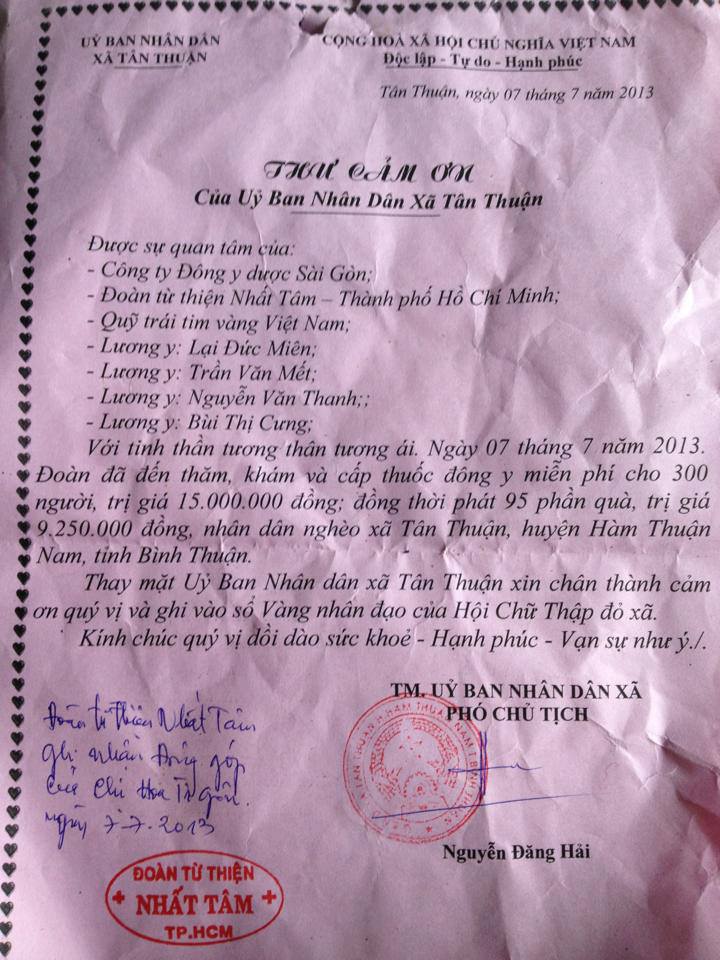 UỶ BAN NHÂN DÂN
XÃ TÂN THUẬN
CỘNG HOÀ XÃ HỘI CHỦ NGHĨA VIỆT NAM
Độc lập - Tự do - Hạnh phúc
Tân Thuận, ngày 07 tháng 7 năm 2013
THƯ CẢM ƠN
Của Uỷ Ban Nhân Dân Xã Tân Thuận
Được sự quan tâm của:
- Công ty Đông y dược Sài Gòn;
- Đoàn từ thiện Nhất Tâm – Thành phố Hồ Chí Minh;
- Quỹ trái tim vàng Việt Nam;
- Lương y: Lại Đức Miên;
- Lương y: Trần Văn Mết;
- Lương y: Nguyễn Văn Thanh;;
- Lương y: Bùi Thị Cưng;
Với tinh thần tương thân tương ái. Ngày 07 tháng 7 năm 2013.
Đoàn đã đến thăm, khám và cấp thuốc đông y miễn phí cho 300
người, trị giá 15.000.000 đồng; đồng thời phát 95 phần quà, trị giá
9.250.000 đồng, nhân dân nghèo xã Tân Thuận, huyện Hàm Thuận
Nam, tỉnh Bình Thuận.
Thay mặt Uỷ Ban Nhân dân xã Tân Thuận xin chân thành cảm
ơn quý vị và ghi vào sổ Vàng nhân đạo của Hội Chữ Thập đỏ xã.
Kính chúc quý vị dồi dào sức khoẻ - Hạnh phúc - Vạn sự như ý./.
TM. UỶ BAN NHÂN DÂN XÃ
PHÓ CHỦ TỊCH
Nguyễn Đăng Hải
Đoàn từ thiện Nhất Tâm
ghi nhận đóng góp
của Chị Hoa
ngày 7-7-2013
ĐOÀN TỪ THIỆN
NHẤT TÂM
TP.HCM